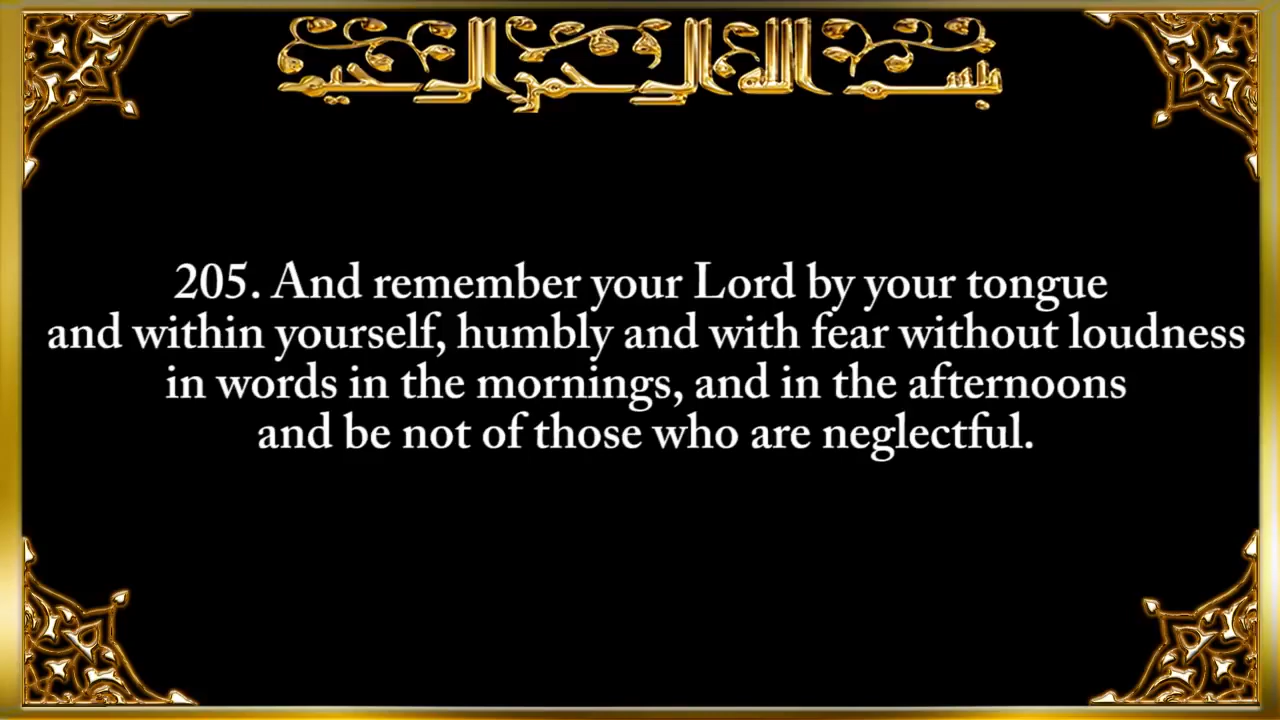 بسم الله الرحمن الرحيم
205. And remember your Lord by your tongue
and within yourself, humbly and with fear without loudness
in words in the mornings, and in the afternoons
and be not of those who are neglectful.